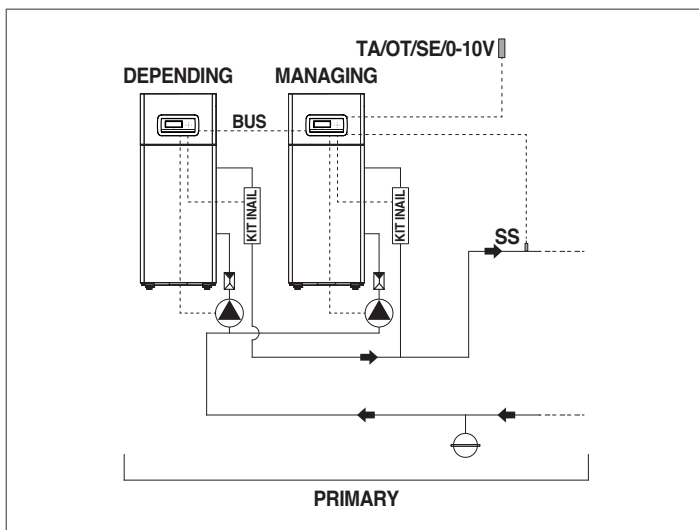 TA/OT/SE/0-10V
DEPENDING
MANAGING
BUS
KIT INAIL
KIT INAIL
SS
PRIMARY